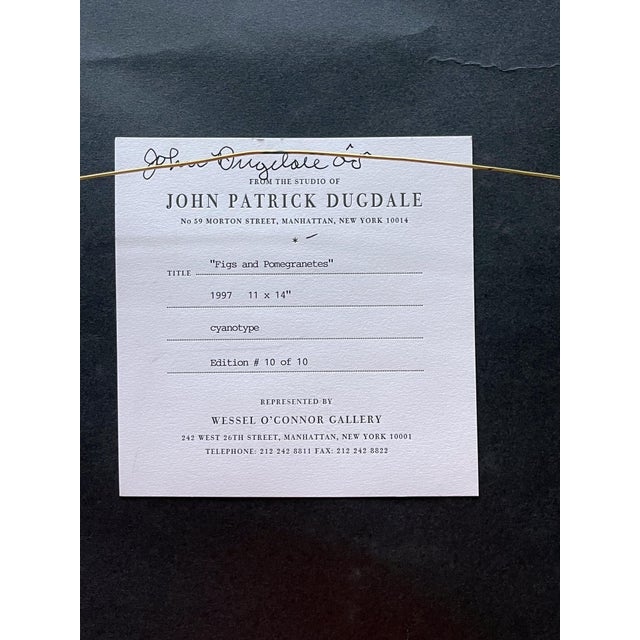 John Dugdale
FROM THE STUDIO OF
JOHN PATRICK DUGDALE
No 59 MORTON STREET, MANHATTAN, NEW YORK 10014
*
"Figs and Pomegranetes"
TITLE
1997 11 x 14"
cyanotype
Edition # 10 of 10
REPRESENTED BY
WESSEL O'CONNOR GALLERY
242 WEST 26TH STREET, MANHATTAN, NEW YORK 10001
TELEPHONE: 212 242 8811 FAX: 212 242 8822